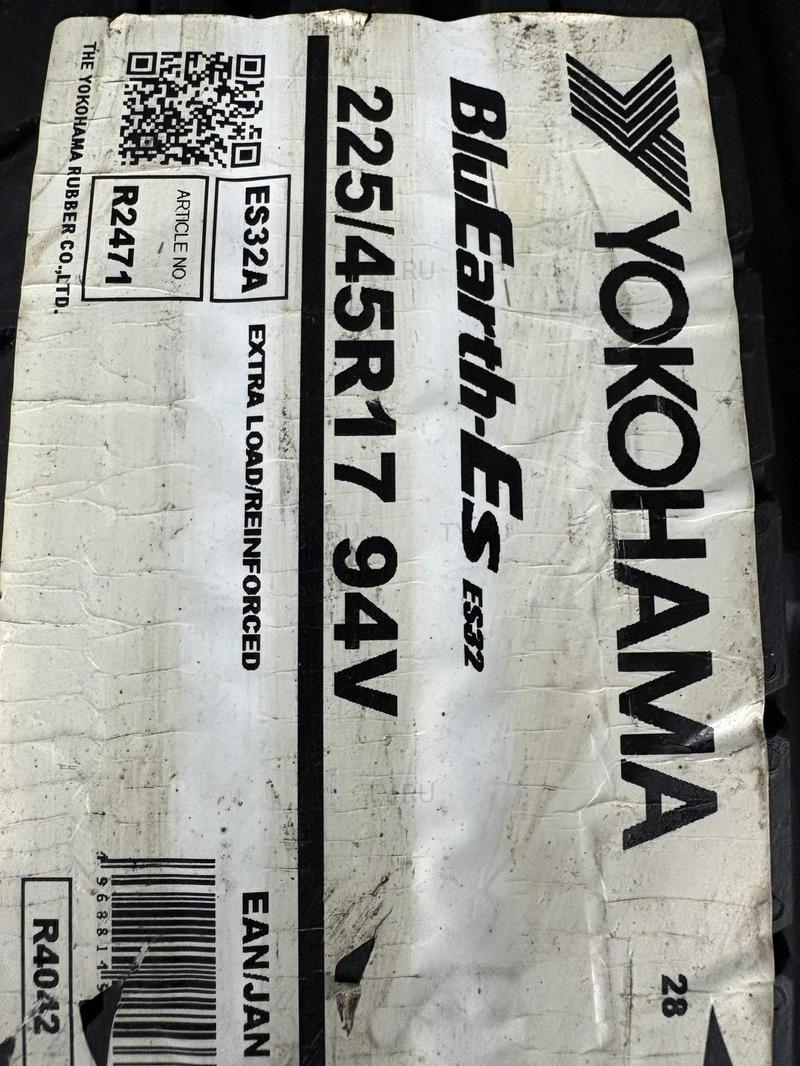 YOKOHAMA
28
BluEarth-Es ES32
225/45R17 94V
ES32A
EXTRA LOAD/REINFORCED
EAN/JAN
ARTICLE NO.
R2471
THE YOKOHAMA RUBBER CO.,LTD.